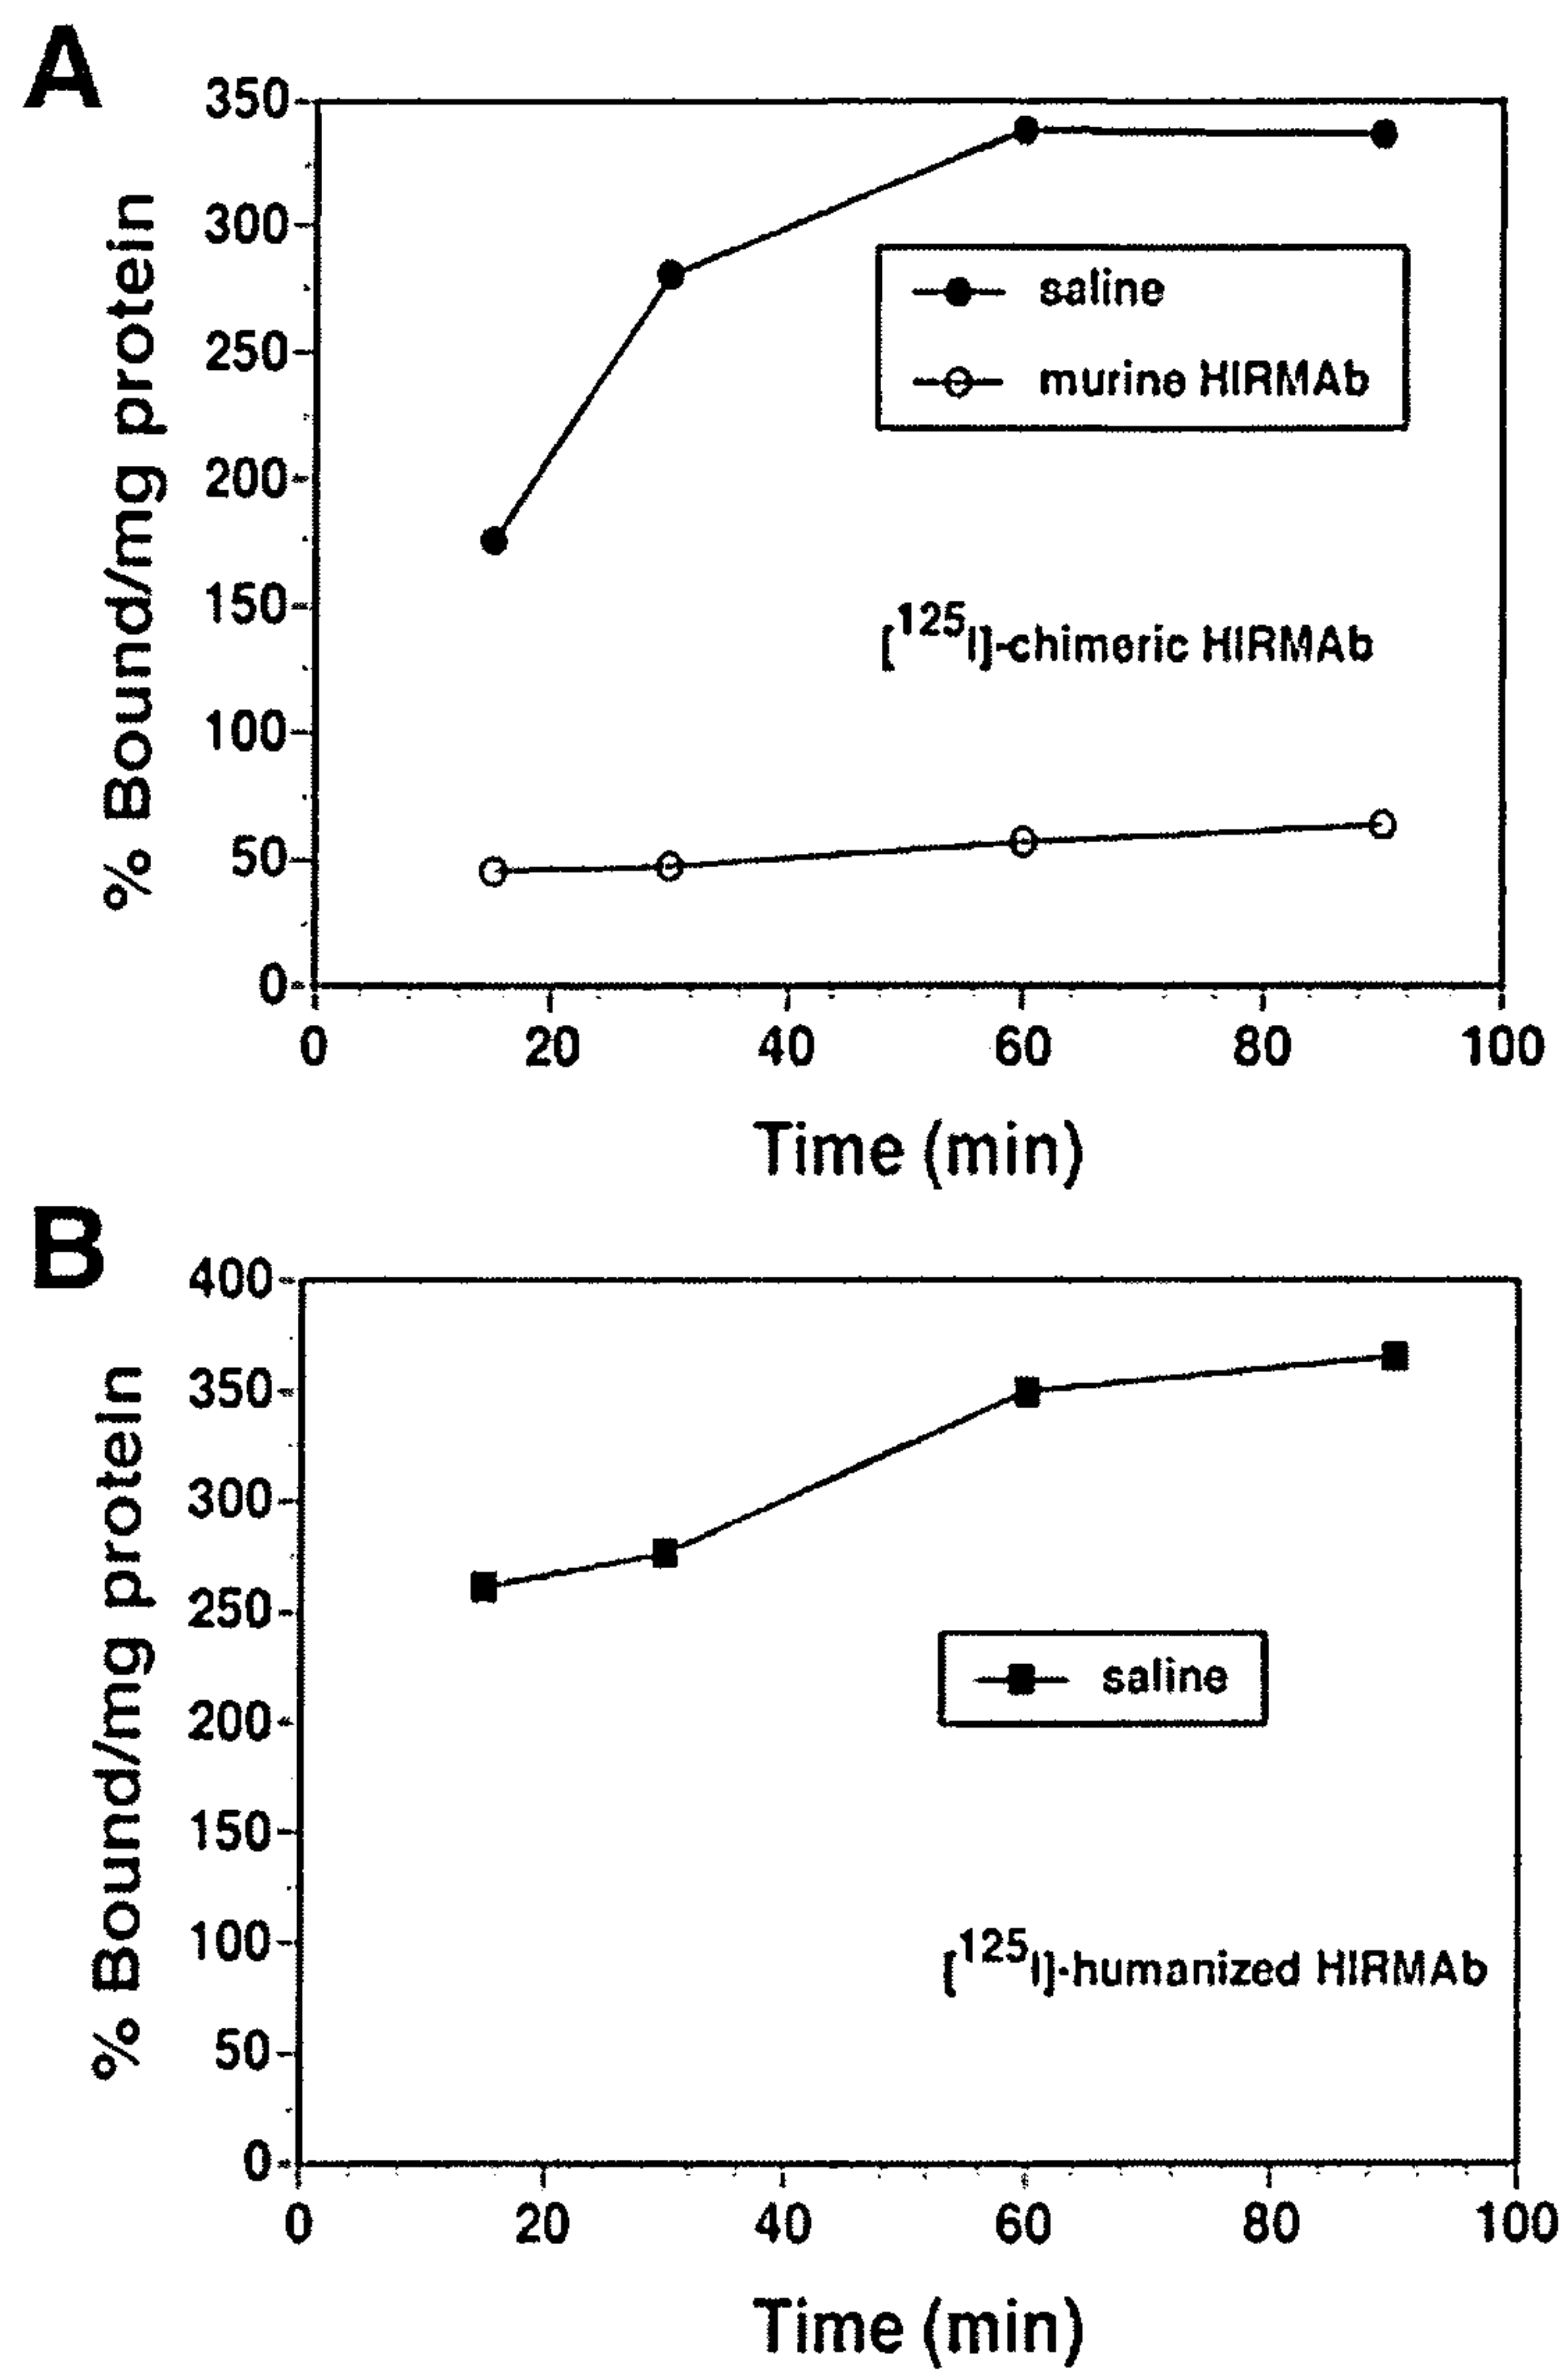 A
350
300
250
200
150
100
50
0
% Bound/mg protein
saline
murine HIRMAb
[125I]-chimeric HIRMAb
0 20 40 60 80 100
Time (min)
B
400
350
300
250
200
150
100
50
0
% Bound/mg protein
saline
[125I]-humanized HIRMAb
0 20 40 60 80 100
Time (min)